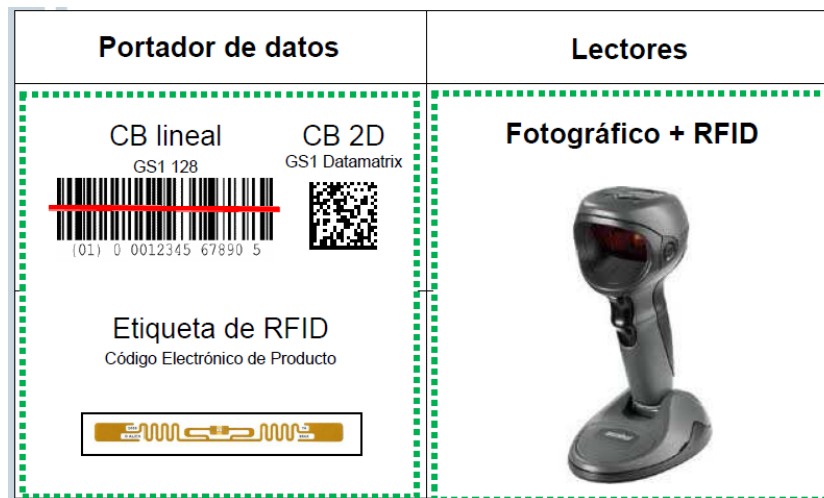 Portador de datos
Lectores
CB lineal
GS1 128
(01) 0 0012345 67890 5
CB 2D
GS1 Datamatrix
Fotográfico + RFID
Etiqueta de RFID
Código Electrónico de Producto